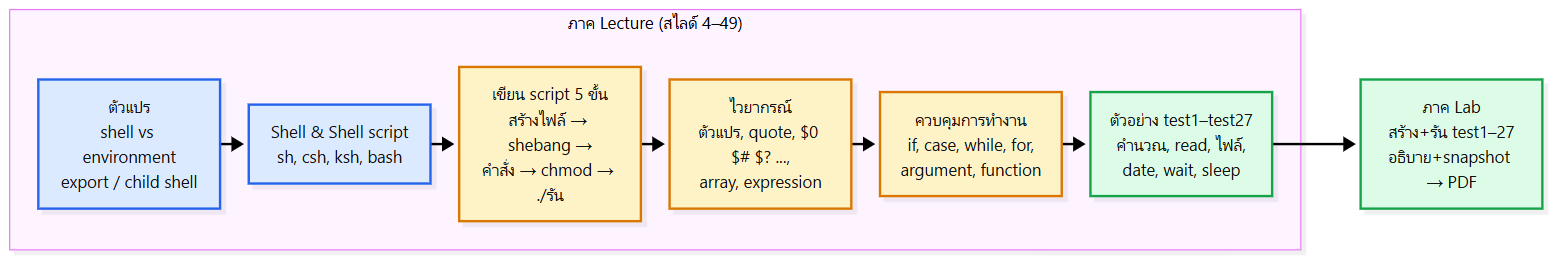 ภาค Lecture (สไลด์ 4–49)
ตัวแปร
shell vs
environment
export / child shell
Shell & Shell script
sh, csh, ksh, bash
เขียน script 5 ขั้น
สร้างไฟล์ →
shebang →
คำสั่ง → chmod →
./รัน
ไวยากรณ์
ตัวแปร, quote, $0
$# $? ...,
array, expression
ควบคุมการทำงาน
if, case, while, for,
argument, function
ตัวอย่าง test1–test27
คำนวณ, read, ไฟล์,
date, wait, sleep
ภาค Lab
สร้าง+รัน test1–27
อธิบาย+snapshot
→ PDF